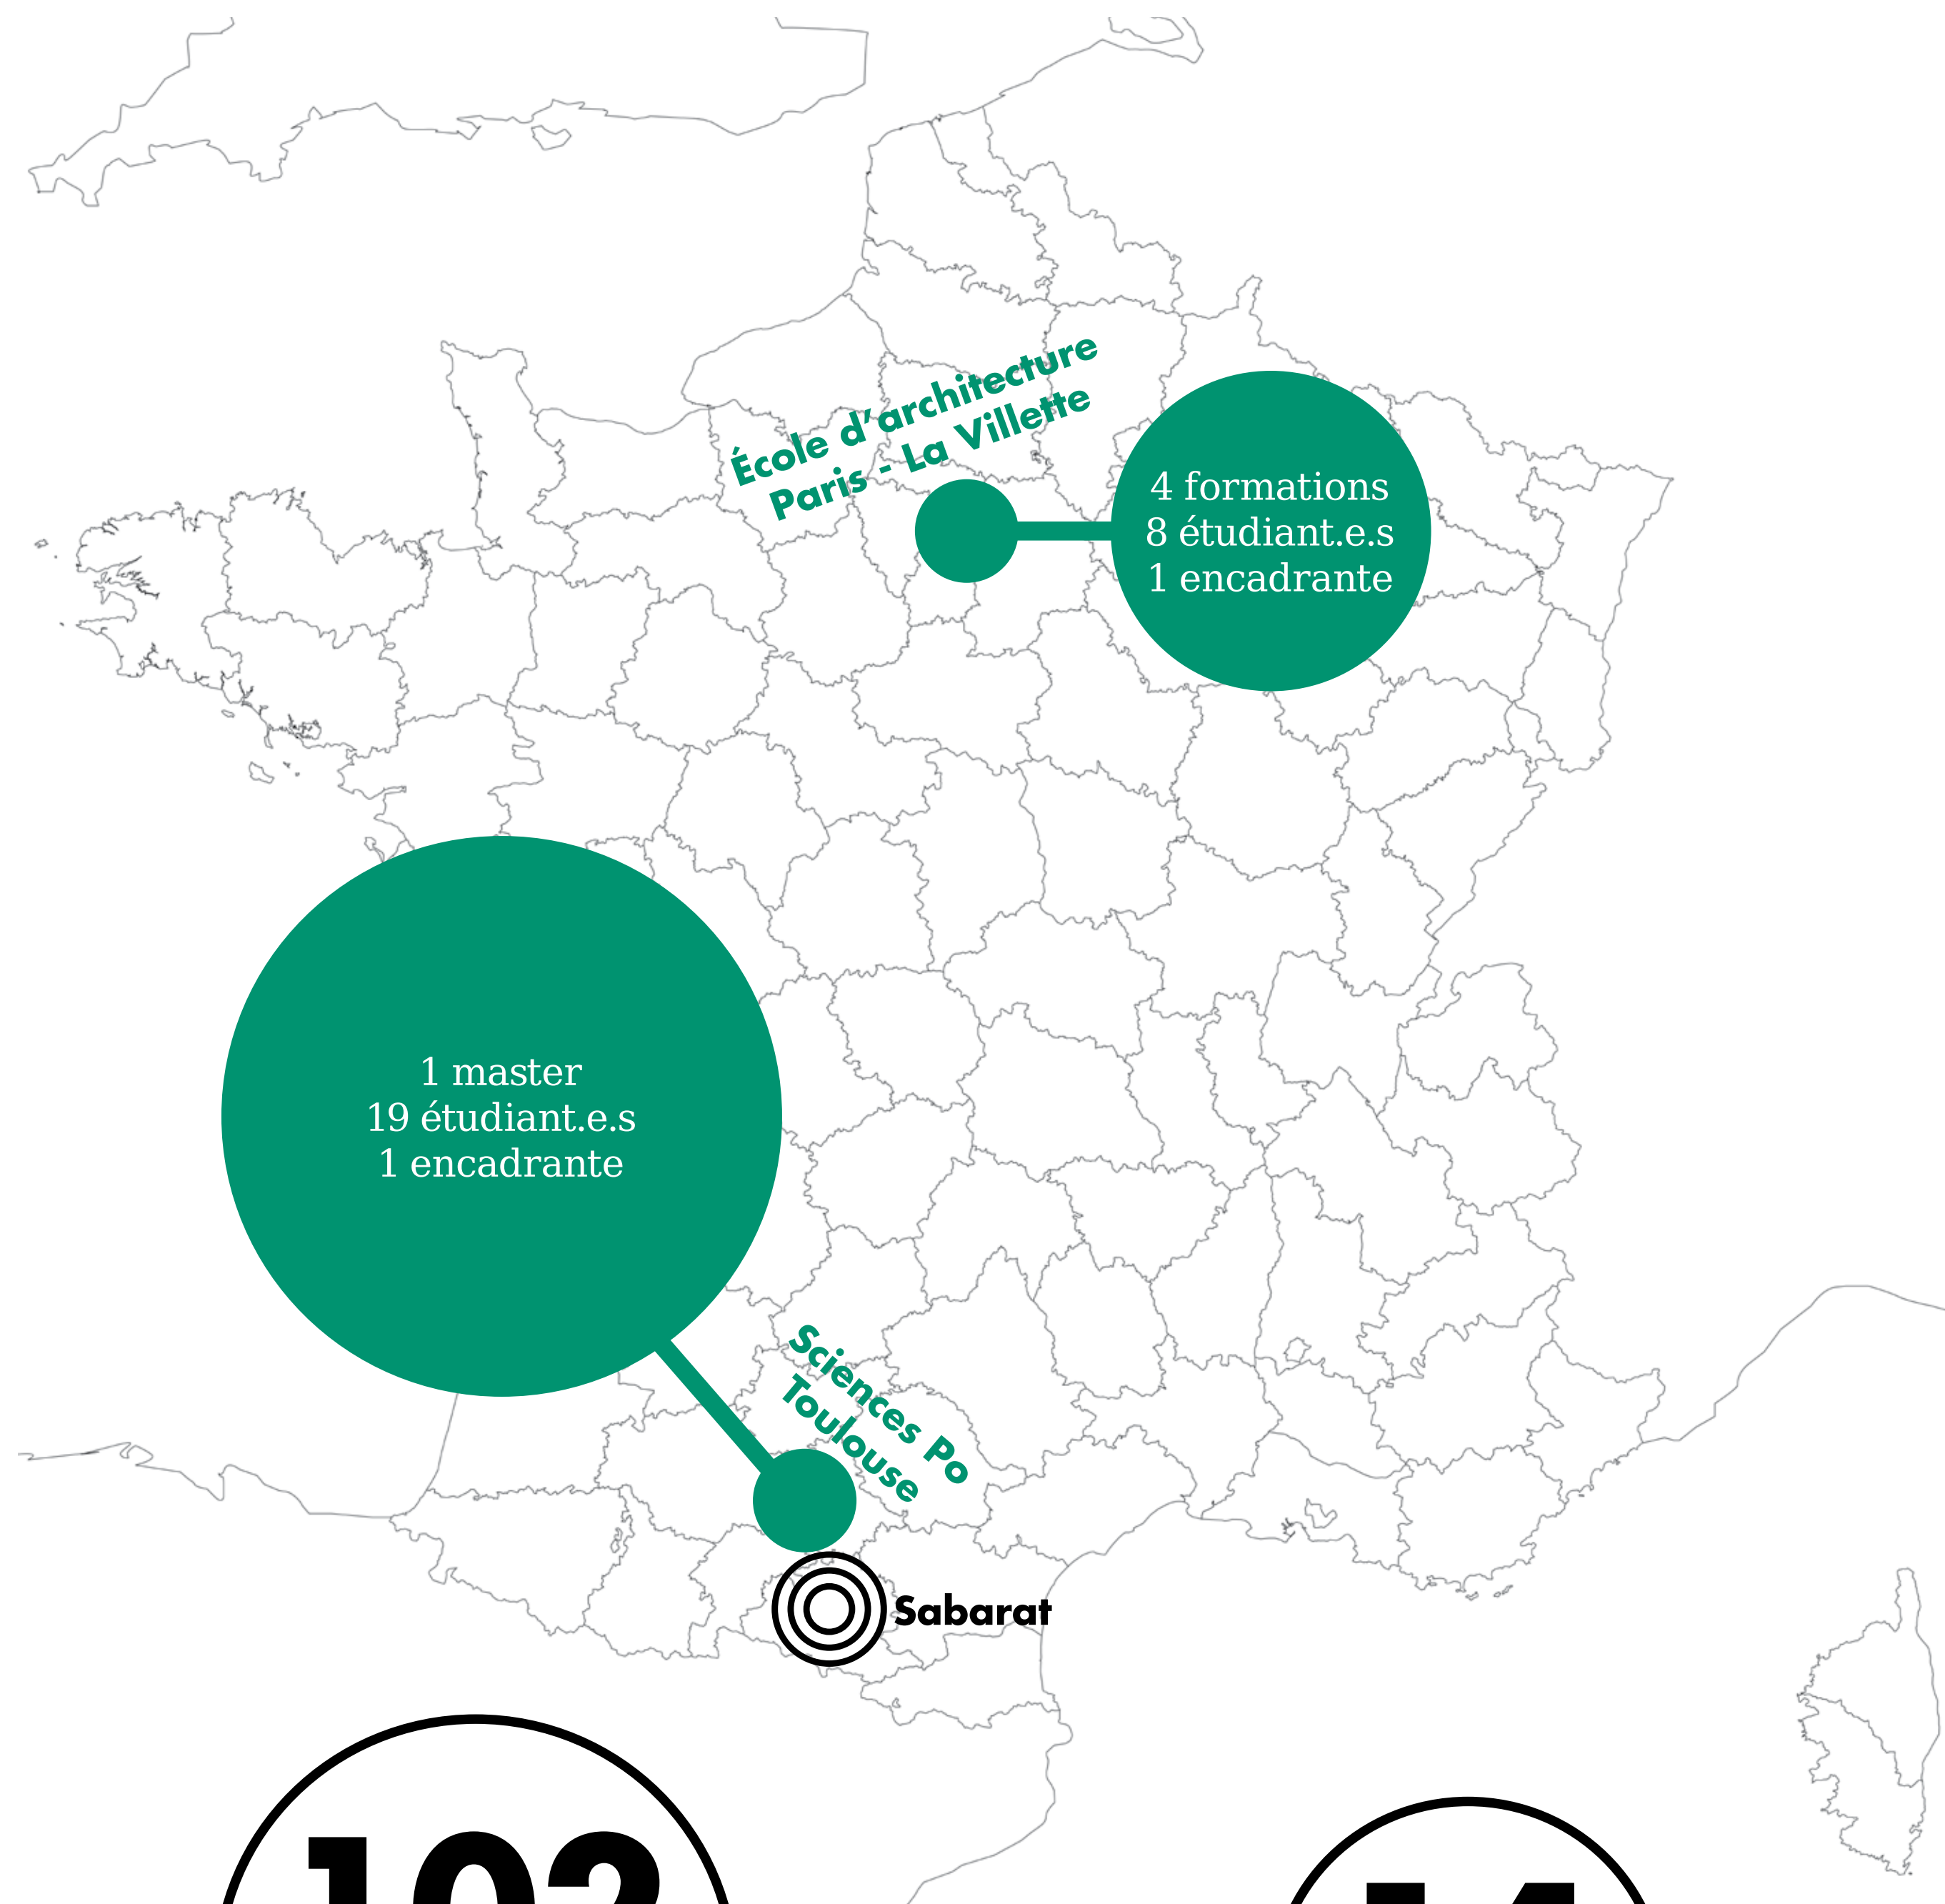 École d'architecture
Paris - La Villette
4 formations
8 étudiant.e.s
1 encadrante
1 master
19 étudiant.e.s
1 encadrante
Sciences Po
Toulouse
Sabarat